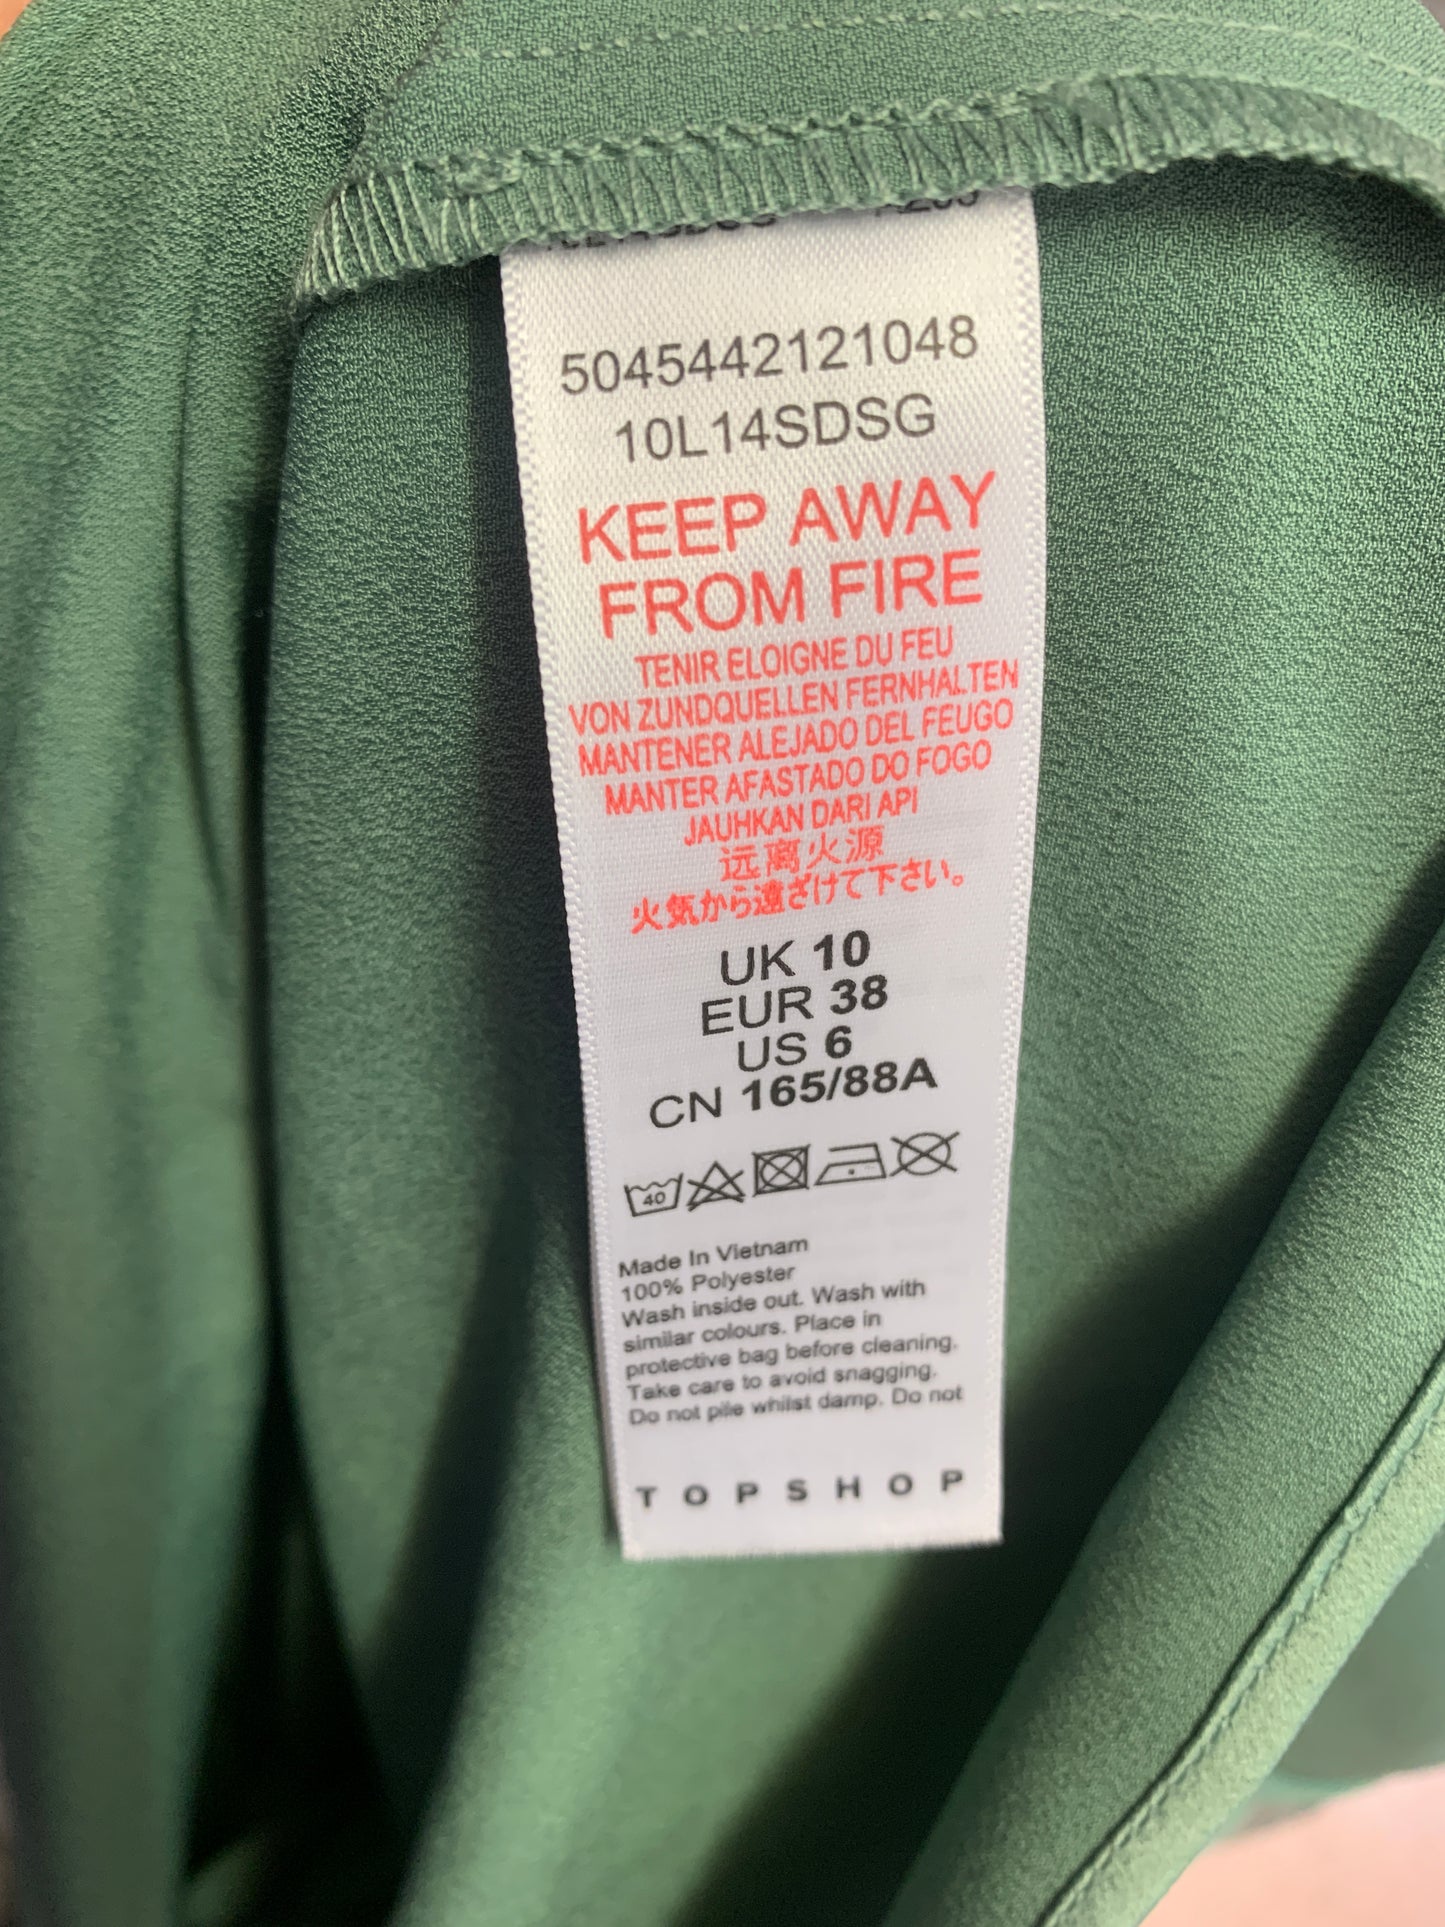 5045442121048
10L14SDSG
KEEP AWAY
FROM FIRE
TENIR ELOIGNE DU FEU
VON ZUNDQUELLEN FERNHALTEN
MANTENER ALEJADO DEL FEUGO
MANTER AFASTADO DO FOGO
JAUHKAN DARI API
远离火源
火気から遠ざけて下さい。
UK 10
EUR 38
US 6
CN 165/88A
40
Made In Vietnam
100% Polyester
Wash inside out. Wash with
similar colours. Place in
protective bag before cleaning.
Take care to avoid snagging.
Do not pile whilst damp. Do not
TOPSHOP